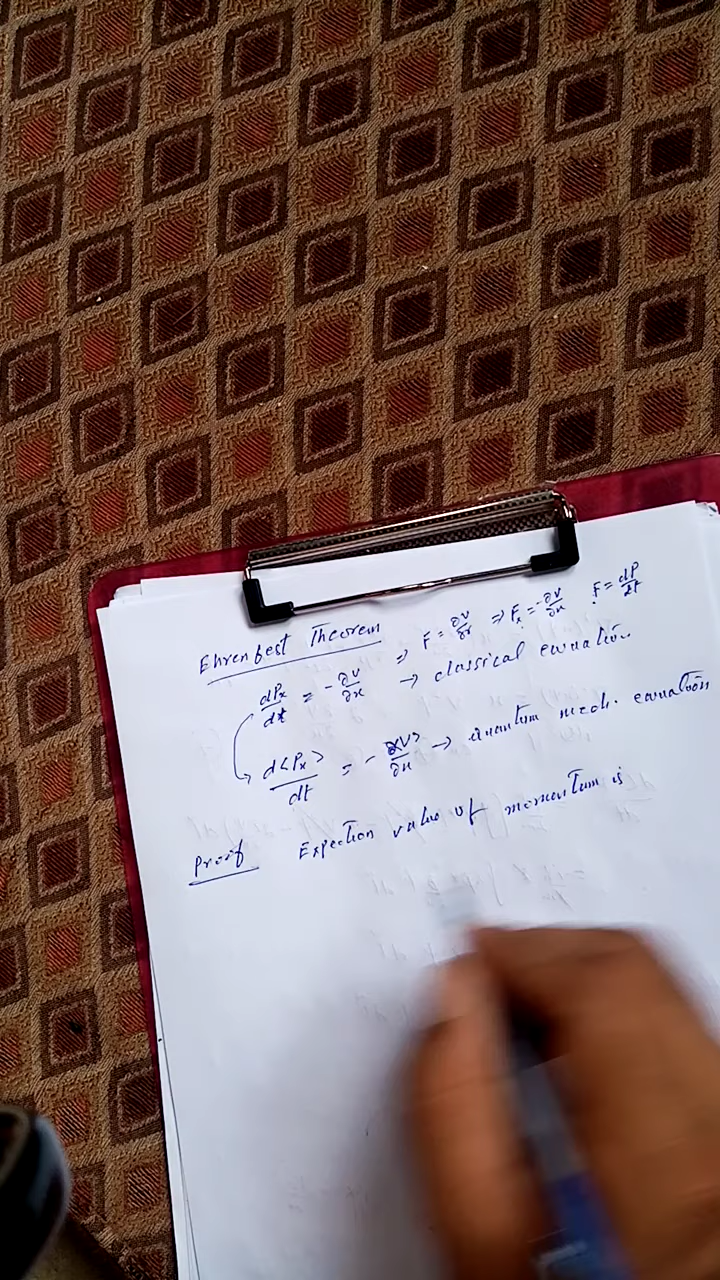 Ehrenfest Theorem ⇒ F = ∂V/∂r ⇒ Fx = -∂V/∂x F = dP/dt
dPx/dt = -∂V/∂x → classical equation
d<Px>/dt = -∂<V>/∂x → quantum mech. equation
Proof Expection value of momentum is